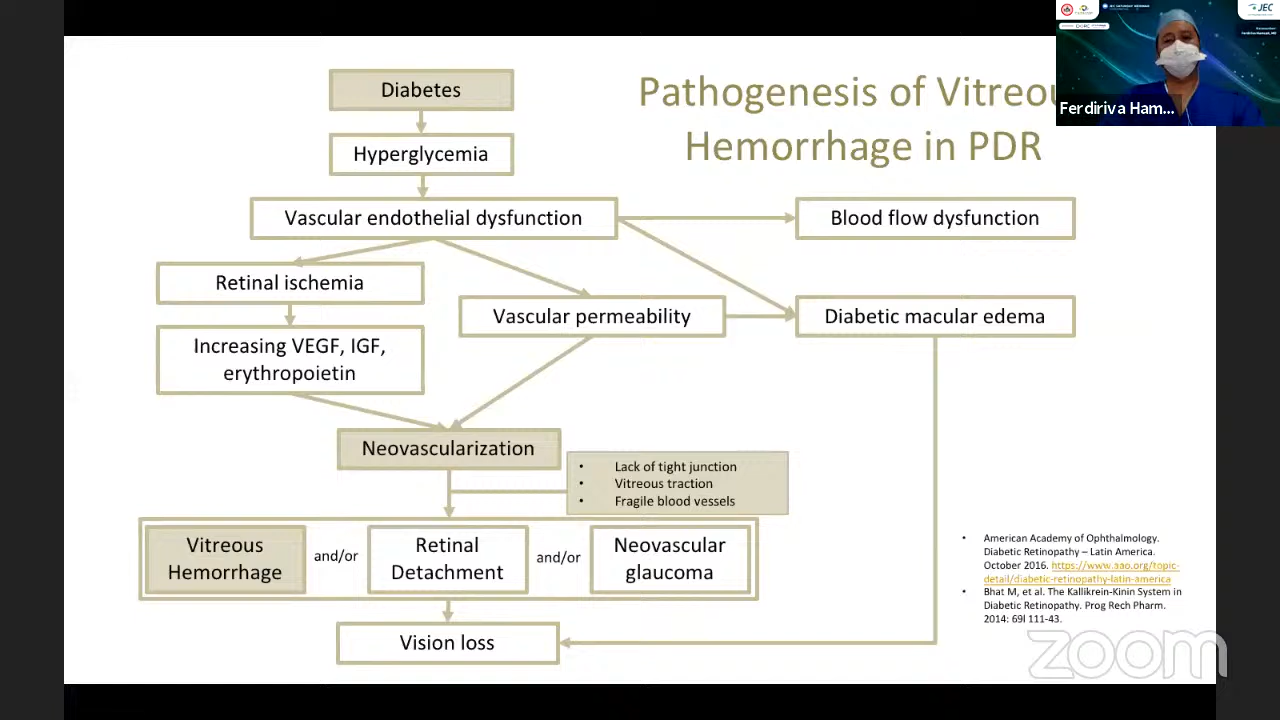 Pathogenesis of Vitreou
Hemorrhage in PDR
Diabetes
Hyperglycemia
Vascular endothelial dysfunction
Blood flow dysfunction
Retinal ischemia
Vascular permeability
Diabetic macular edema
Increasing VEGF, IGF,
erythropoietin
Neovascularization
• Lack of tight junction
• Vitreous traction
• Fragile blood vessels
Vitreous
Hemorrhage
and/or
Retinal
Detachment
and/or
Neovascular
glaucoma
Vision loss
• American Academy of Ophthalmology.
Diabetic Retinopathy – Latin America.
October 2016. https://www.aao.org/topic-
detail/diabetic-retinopathy-latin-america
• Bhat M, et al. The Kallikrein-Kinin System in
Diabetic Retinopathy. Prog Rech Pharm.
2014: 69l 111-43.
zoom
JEC
Ferdiriva Ham...